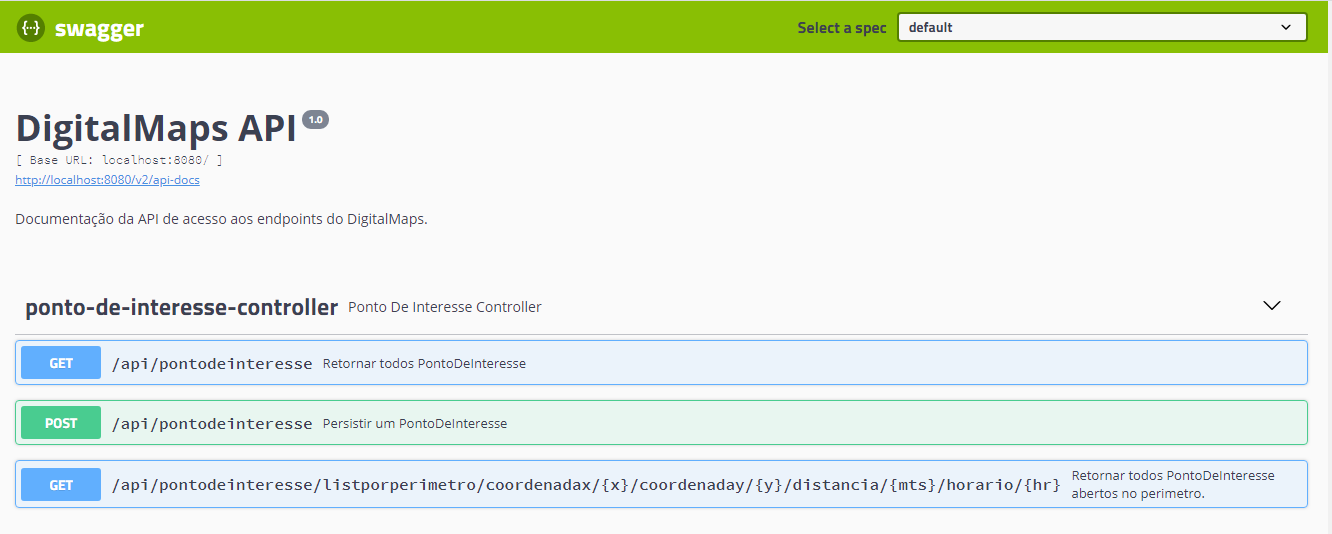 swagger
Select a spec default
DigitalMaps API 1.0
[ Base URL: localhost:8080/ ]
http://localhost:8080/v2/api-docs
Documentação da API de acesso aos endpoints do DigitalMaps.
ponto-de-interesse-controller Ponto De Interesse Controller
GET /api/pontodeinteresse Retornar todos PontoDeInteresse
POST /api/pontodeinteresse Persistir um PontoDeInteresse
GET /api/pontodeinteresse/listporperimetro/coordenadax/{x}/coordenaday/{y}/distancia/{mts}/horario/{hr} Retornar todos PontoDeInteresse
abertos no perimetro.